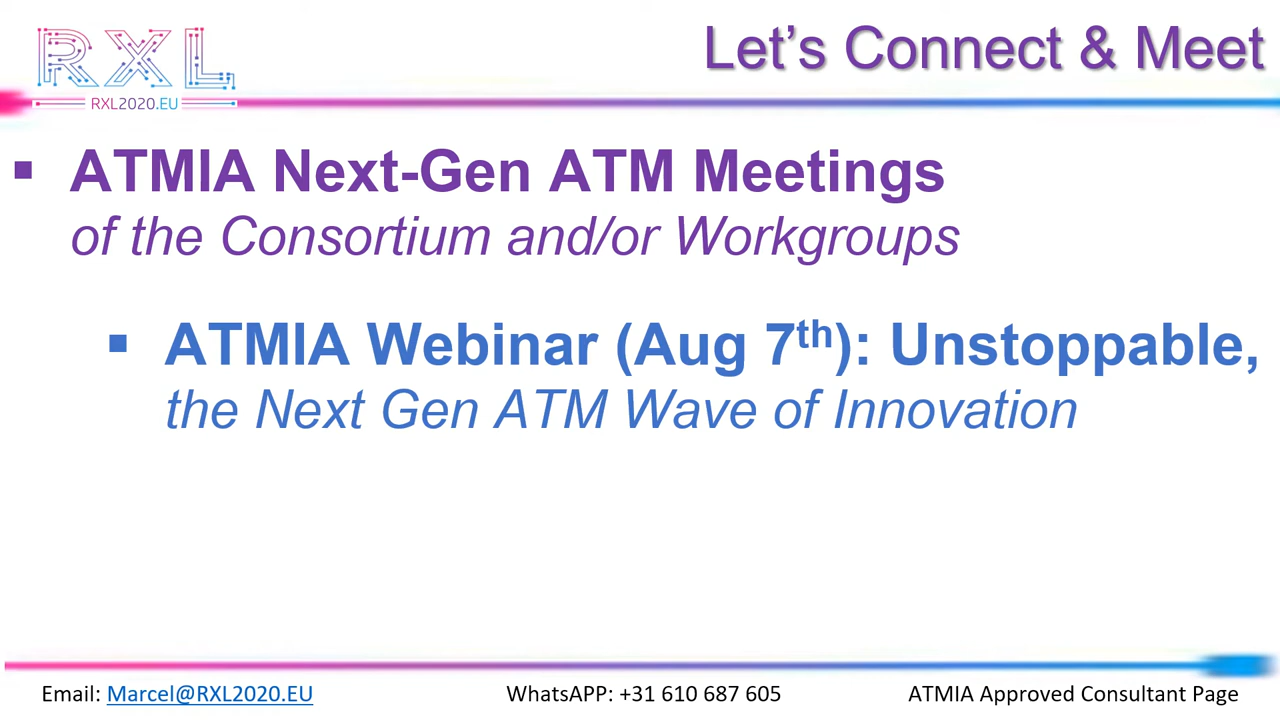 RXL
RXL2020.EU
Let's Connect & Meet
▪ ATMIA Next-Gen ATM Meetings
of the Consortium and/or Workgroups
▪ ATMIA Webinar (Aug 7th): Unstoppable,
the Next Gen ATM Wave of Innovation
Email: Marcel@RXL2020.EU WhatsAPP: +31 610 687 605 ATMIA Approved Consultant Page